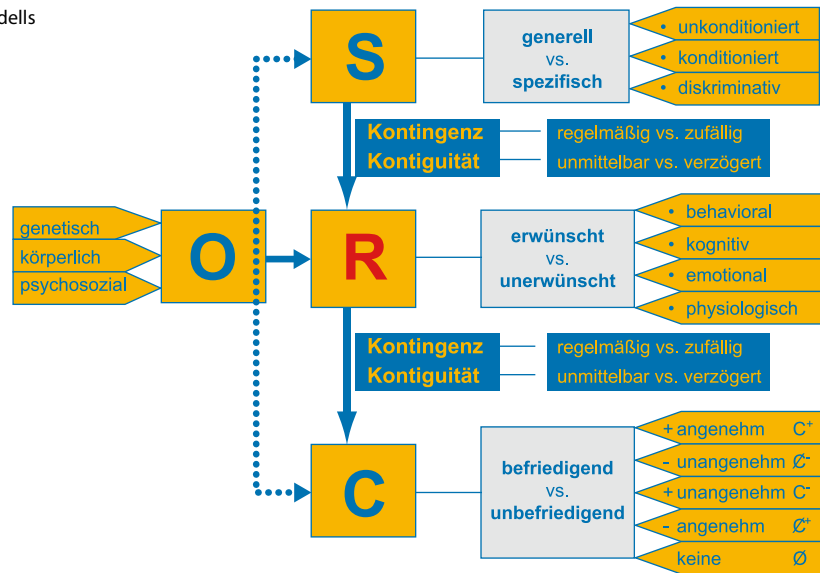 dells
S
generell
vs.
spezifisch
• unkonditioniert
• konditioniert
• diskriminativ
Kontingenz
regelmäßig vs. zufällig
Kontiguität
unmittelbar vs. verzögert
genetisch
körperlich
psychosozial
O
R
erwünscht
vs.
unerwünscht
• behavioral
• kognitiv
• emotional
• physiologisch
Kontingenz
regelmäßig vs. zufällig
Kontiguität
unmittelbar vs. verzögert
C
befriedigend
vs.
unbefriedigend
+ angenehm C⁺
- unangenehm Ȼ⁻
+ unangenehm C⁻
- angenehm Ȼ⁺
keine Ø